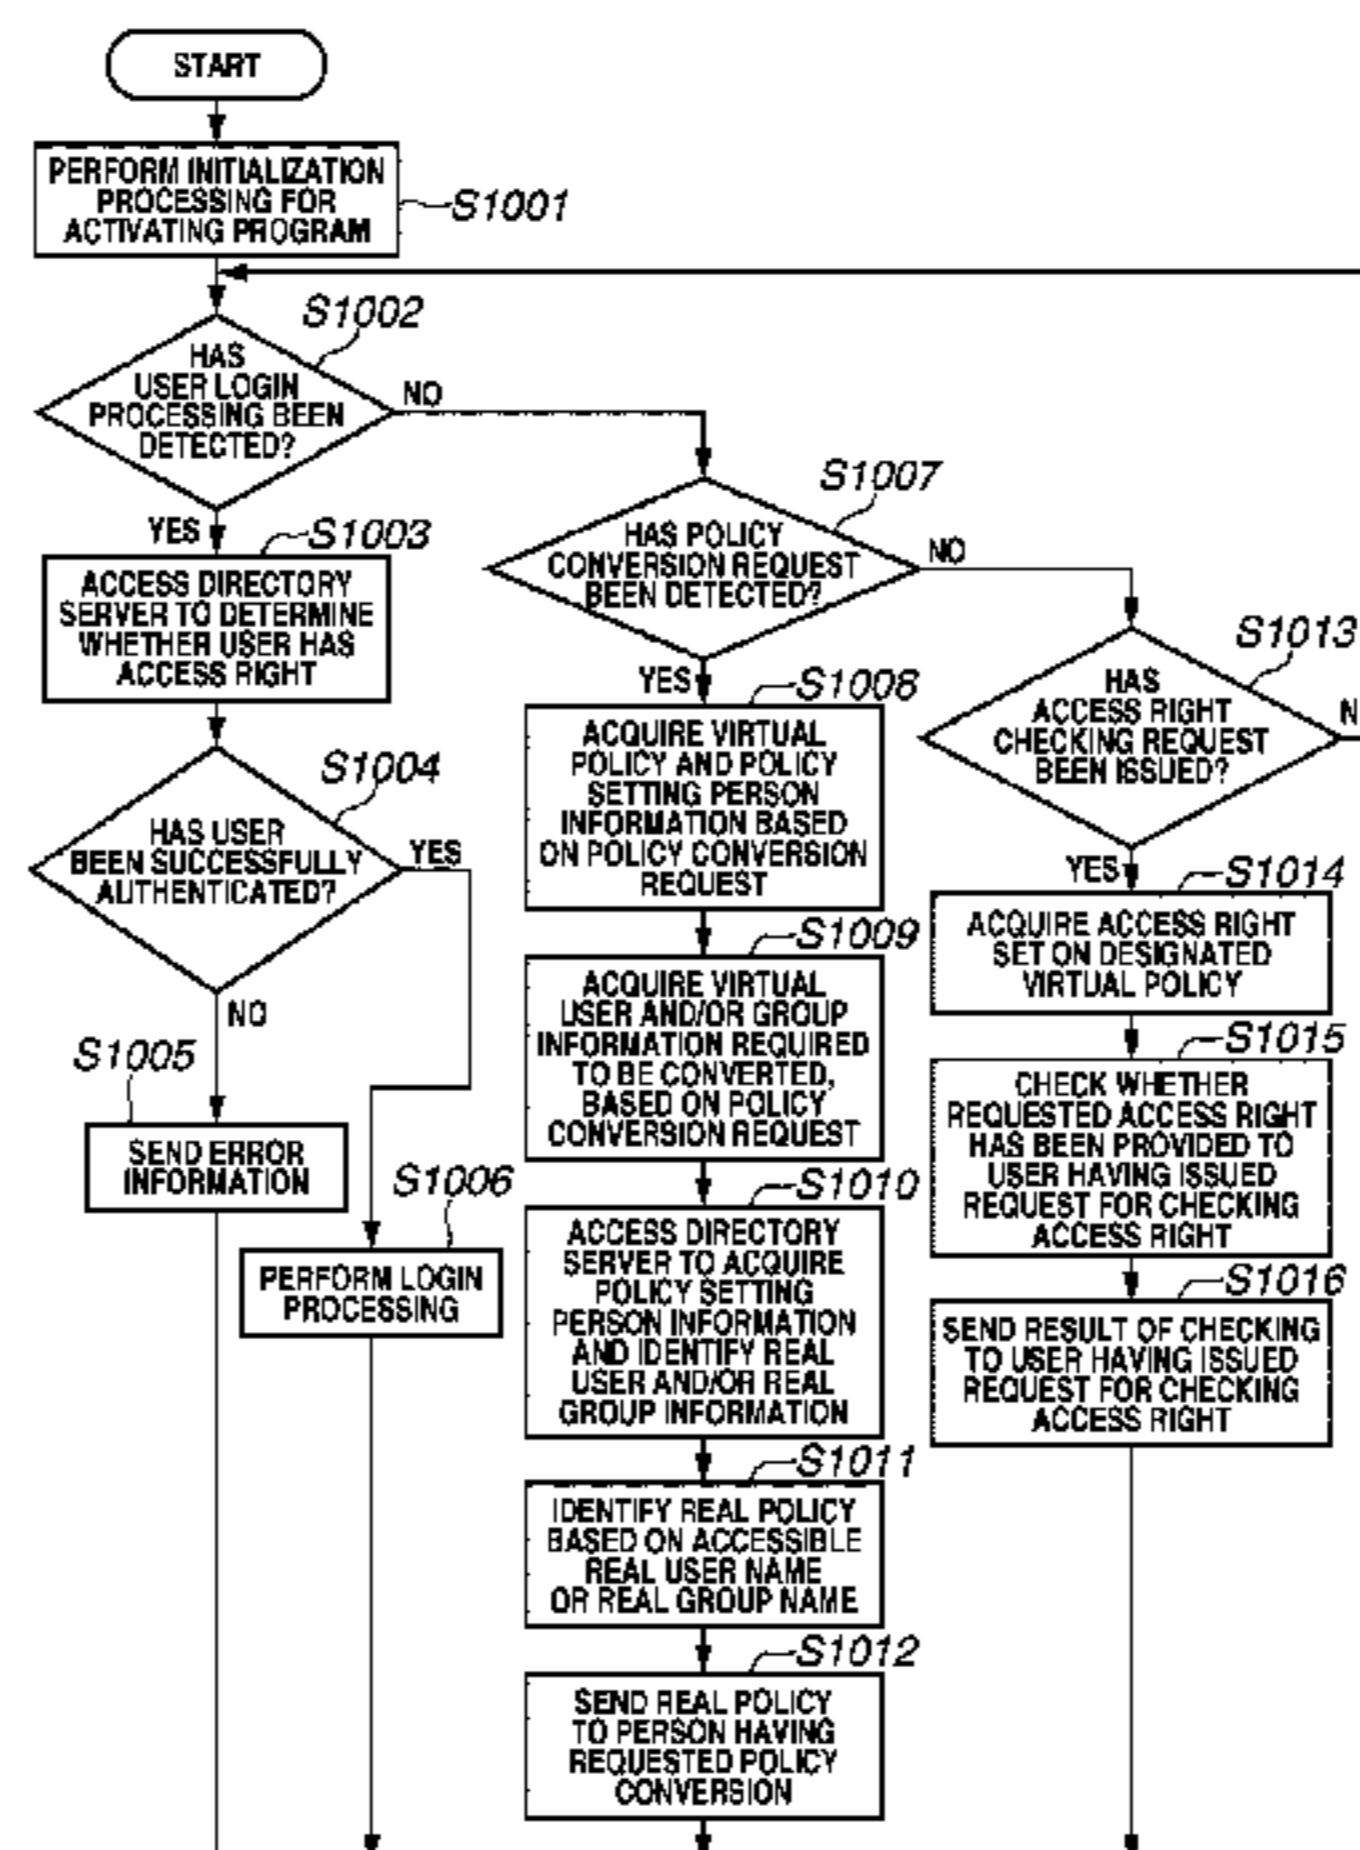 START
PERFORM INITIALIZATION
PROCESSING FOR
ACTIVATING PROGRAM
S1001
S1002
HAS
USER LOGIN
PROCESSING BEEN
DETECTED?
NO
YES
S1003
ACCESS DIRECTORY
SERVER TO DETERMINE
WHETHER USER HAS
ACCESS RIGHT
S1004
HAS USER
BEEN SUCCESSFULLY
AUTHENTICATED?
YES
NO
S1005
SEND ERROR
INFORMATION
S1006
PERFORM LOGIN
PROCESSING
S1007
HAS POLICY
CONVERSION REQUEST
BEEN DETECTED?
NO
YES
S1008
ACQUIRE VIRTUAL
POLICY AND POLICY
SETTING PERSON
INFORMATION BASED
ON POLICY CONVERSION
REQUEST
S1009
ACQUIRE VIRTUAL
USER AND/OR GROUP
INFORMATION REQUIRED
TO BE CONVERTED,
BASED ON POLICY
CONVERSION REQUEST
S1010
ACCESS DIRECTORY
SERVER TO ACQUIRE
POLICY SETTING
PERSON INFORMATION
AND IDENTIFY REAL
USER AND/OR REAL
GROUP INFORMATION
S1011
IDENTIFY REAL POLICY
BASED ON ACCESSIBLE
REAL USER NAME
OR REAL GROUP NAME
S1012
SEND REAL POLICY
TO PERSON HAVING
REQUESTED POLICY
CONVERSION
S1013
HAS
ACCESS RIGHT
CHECKING REQUEST
BEEN ISSUED?
N
YES
S1014
ACQUIRE ACCESS RIGHT
SET ON DESIGNATED
VIRTUAL POLICY
S1015
CHECK WHETHER
REQUESTED ACCESS RIGHT
HAS BEEN PROVIDED TO
USER HAVING ISSUED
REQUEST FOR CHECKING
ACCESS RIGHT
S1016
SEND RESULT OF CHECKING
TO USER HAVING ISSUED
REQUEST FOR CHECKING
ACCESS RIGHT